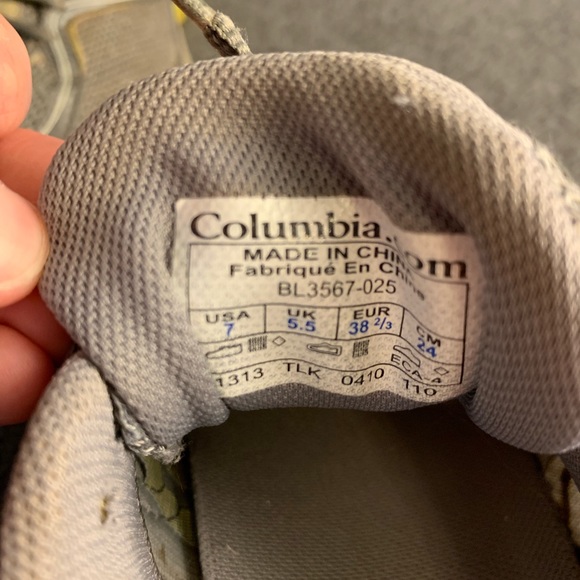 Columbia.com
MADE IN CHINA
Fabriqué En Chine
BL3567-025
USA UK EUR CM
7 5.5 38 2/3 24
1313 TLK 0410 110